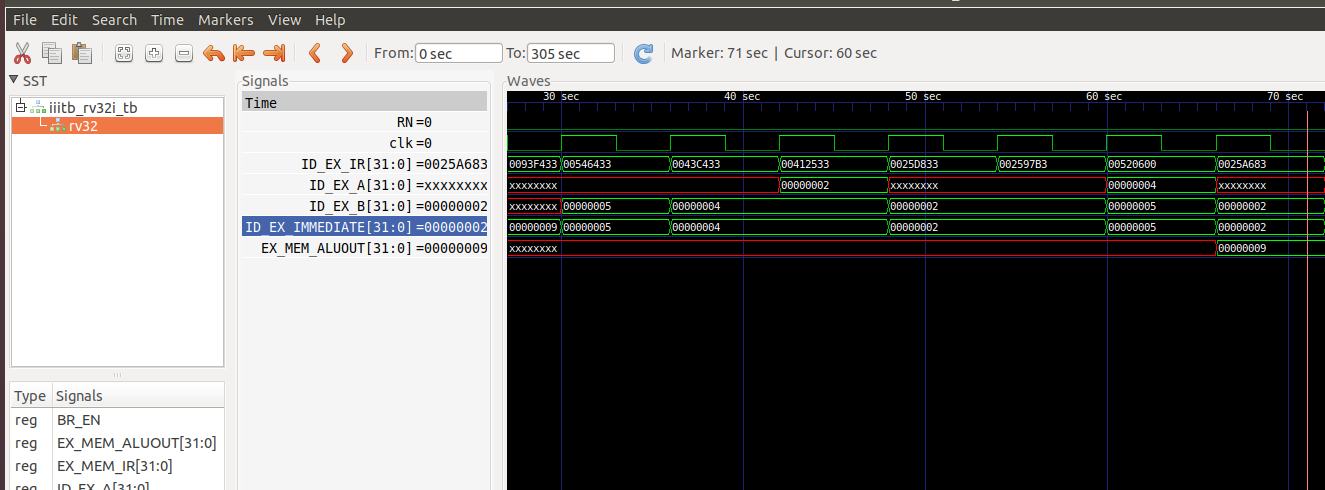 File Edit Search Time Markers View Help
From: 0 sec To: 305 sec Marker: 71 sec | Cursor: 60 sec
SST
iiitb_rv32i_tb
rv32
Type Signals
reg BR_EN
reg EX_MEM_ALUOUT[31:0]
reg EX_MEM_IR[31:0]
reg ID_EX_A[31:0]
Signals
Time
RN =0
clk =0
ID_EX_IR[31:0] =0025A683
ID_EX_A[31:0] =xxxxxxxx
ID_EX_B[31:0] =00000002
ID_EX_IMMEDIATE[31:0] =00000002
EX_MEM_ALUOUT[31:0] =00000009
Waves
30 sec 40 sec 50 sec 60 sec 70 sec
0093F433 00546433 0043C433 00412533 0025D833 002597B3 00520600 0025A683
xxxxxxxx 00000002 xxxxxxxx 00000004 xxxxxxxx
xxxxxxxx 00000005 00000004 00000002 00000005 00000002
00000009 00000005 00000004 00000002 00000005 00000002
xxxxxxxx 00000009